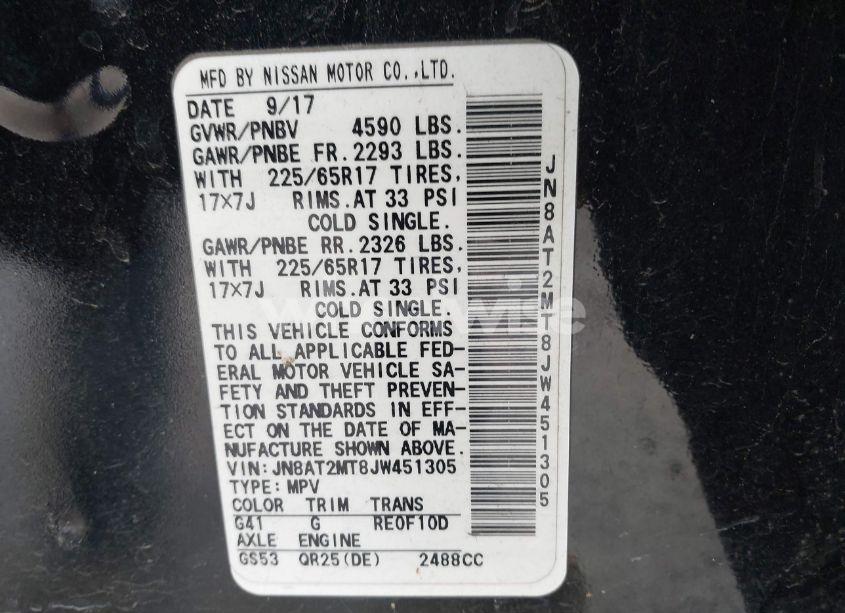 MFD BY NISSAN MOTOR CO.,LTD.
DATE 9/17
GVWR/PNBV 4590 LBS.
GAWR/PNBE FR. 2293 LBS.
WITH 225/65R17 TIRES,
17×7J RIMS. AT 33 PSI
COLD SINGLE.
GAWR/PNBE RR. 2326 LBS.
WITH 225/65R17 TIRES,
17×7J RIMS. AT 33 PSI
COLD SINGLE.
THIS VEHICLE CONFORMS
TO ALL APPLICABLE FED-
ERAL MOTOR VEHICLE SA-
FETY AND THEFT PREVEN-
TION STANDARDS IN EFF-
ECT ON THE DATE OF MA-
NUFACTURE SHOWN ABOVE.
VIN:JN8AT2MT8JW451305
TYPE:MPV
COLOR TRIM TRANS
G41 G RE0F10D
AXLE ENGINE
GS53 QR25(DE) 2488CC
JN8AT2MT8JW451305